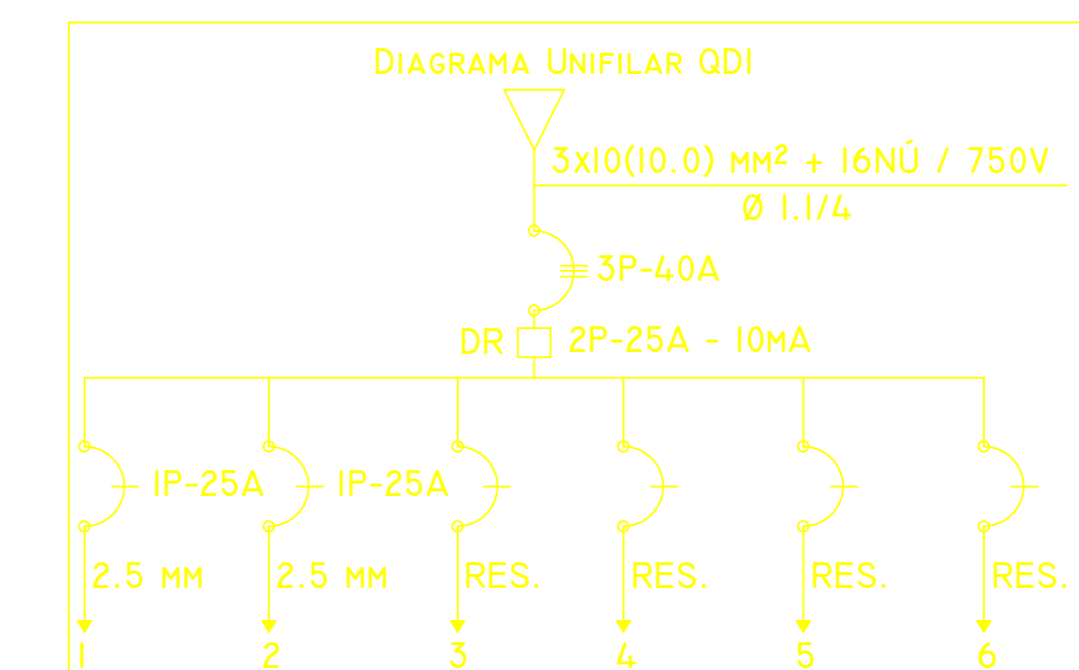 DIAGRAMA UNIFILAR QD1
3x10(10.0) MM² + 16NÚ / 750V
Ø 1.1/4
3P-40A
DR 2P-25A - 10MA
1P-25A 1P-25A
2.5 MM 2.5 MM RES. RES. RES. RES.
1 2 3 4 5 6